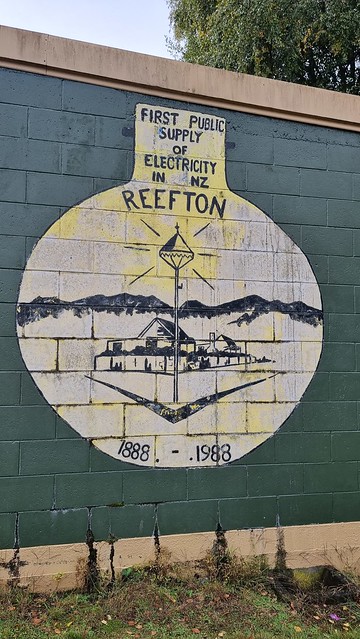 FIRST PUBLIC
SUPPLY
OF
ELECTRICITY
IN NZ
REEFTON
1888. - .1988